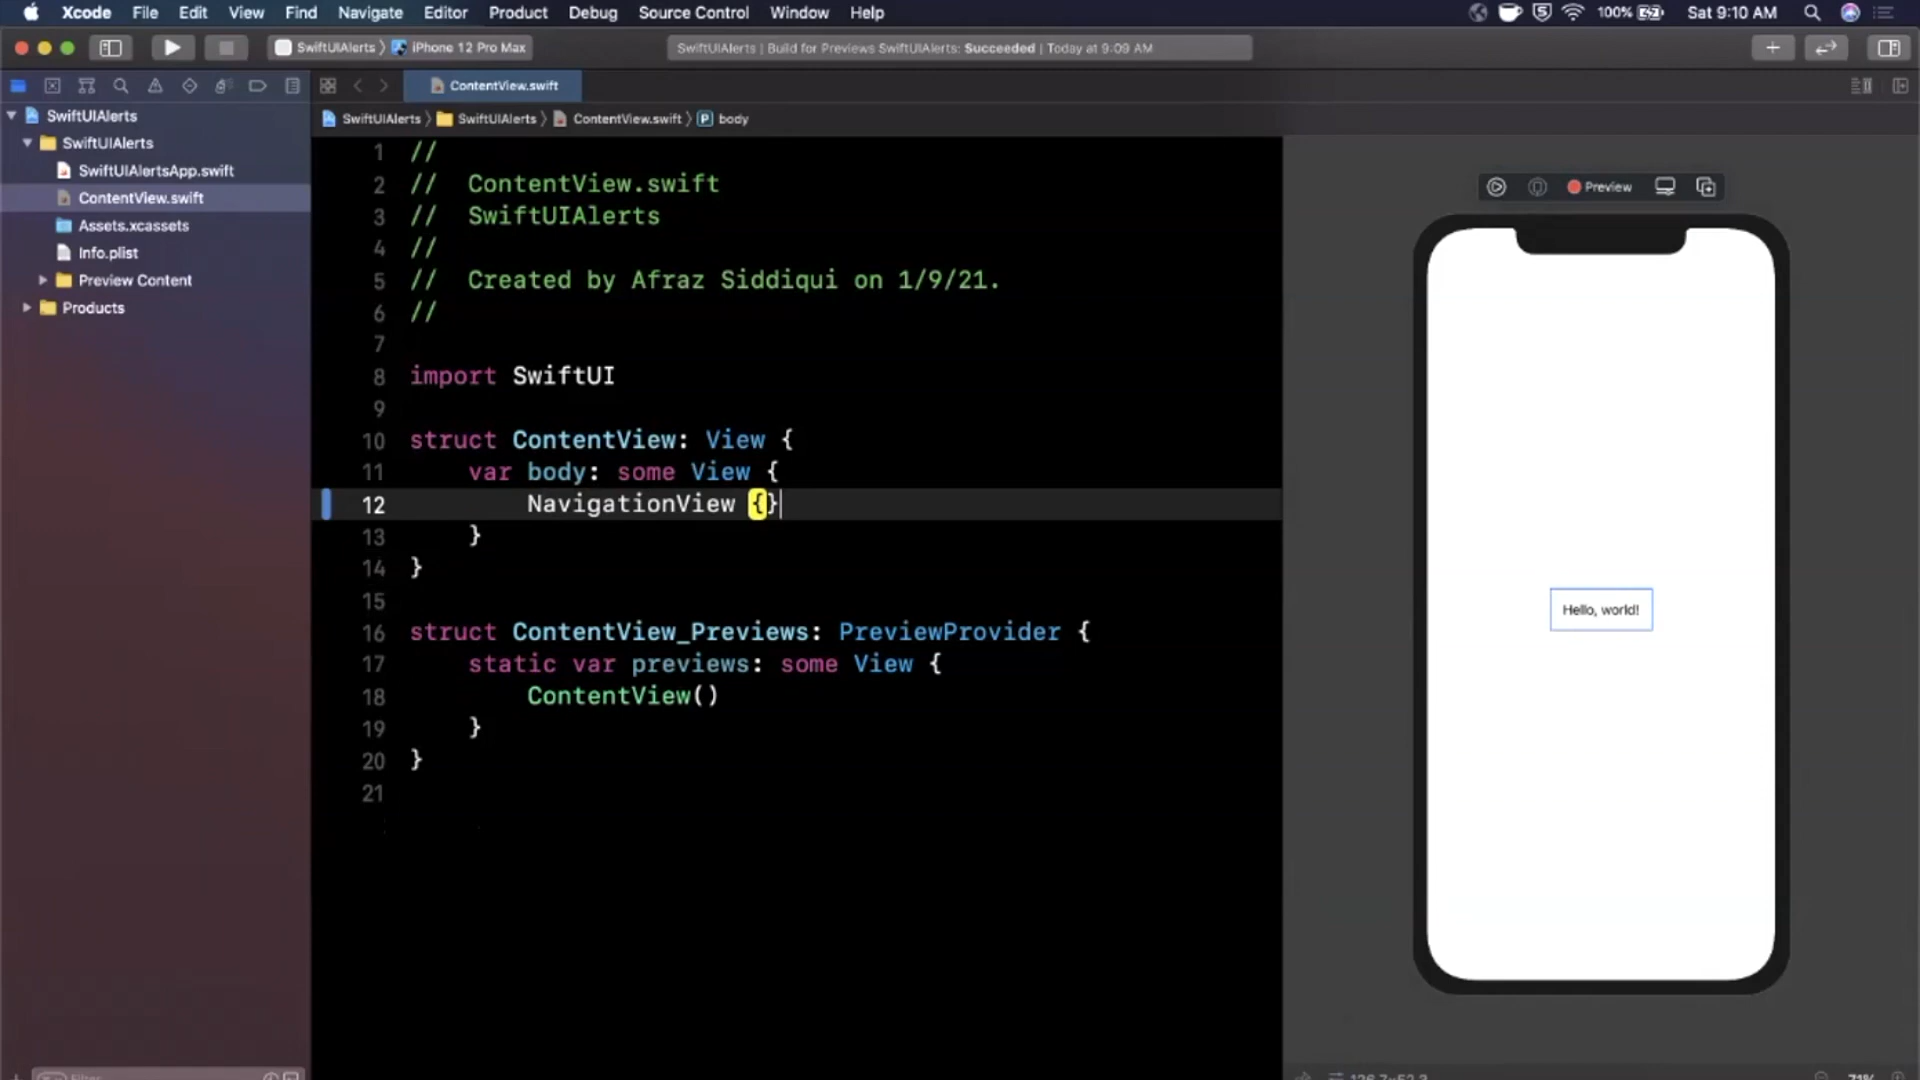 Xcode File Edit View Find Navigate Editor Product Debug Source Control Window Help 100% Sat 9:10 AM
SwiftUIAlerts 〉 iPhone 12 Pro Max
SwiftUIAlerts | Build for Previews SwiftUIAlerts: Succeeded | Today at 9:09 AM
ContentView.swift
SwiftUIAlerts 〉 SwiftUIAlerts 〉 ContentView.swift 〉 P body
SwiftUIAlerts
SwiftUIAlerts
SwiftUIAlertsApp.swift
ContentView.swift
Assets.xcassets
Info.plist
Preview Content
Products
1 //
2 //  ContentView.swift
3 //  SwiftUIAlerts
4 //
5 //  Created by Afraz Siddiqui on 1/9/21.
6 //
7
8 import SwiftUI
9
10 struct ContentView: View {
11     var body: some View {
12         NavigationView {}
13     }
14 }
15
16 struct ContentView_Previews: PreviewProvider {
17     static var previews: some View {
18         ContentView()
19     }
20 }
21
Preview
Hello, world!